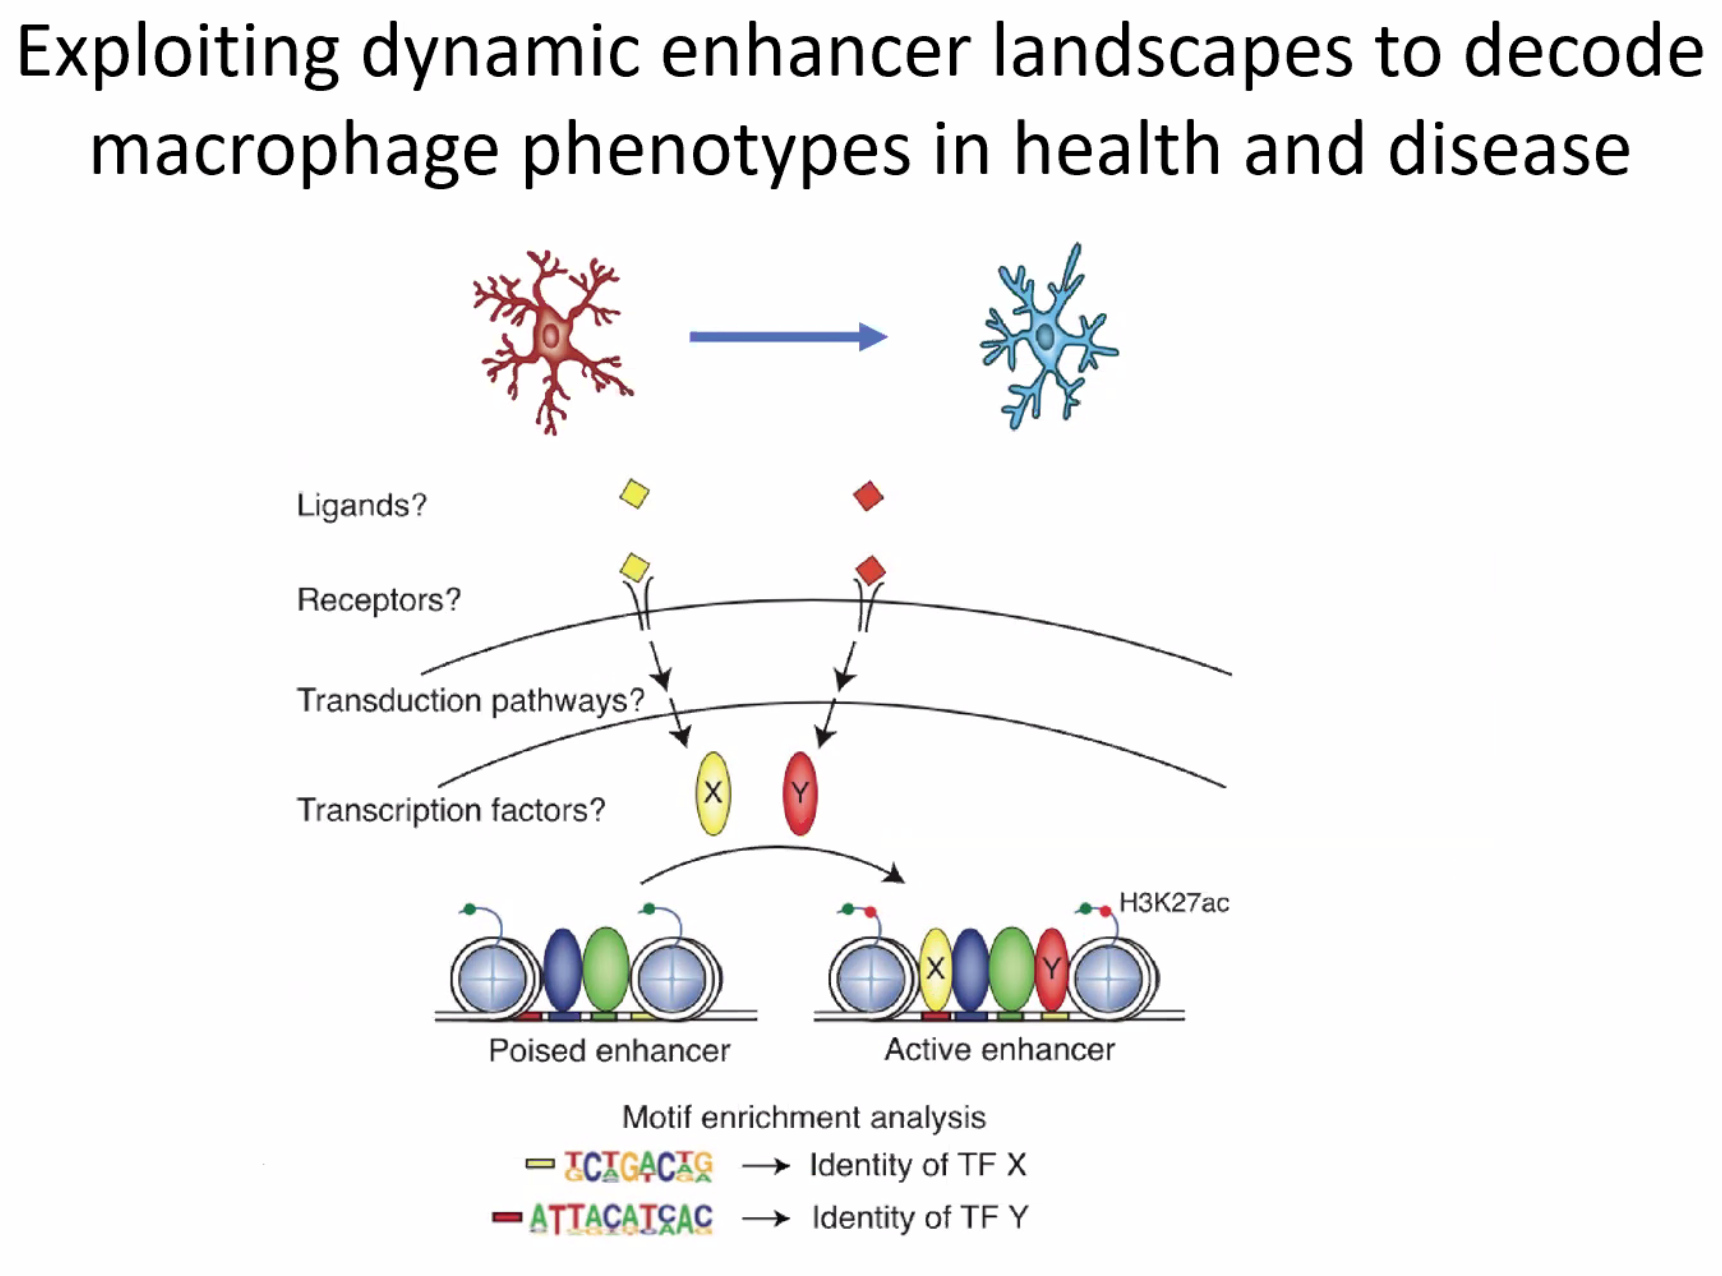 Exploiting dynamic enhancer landscapes to decode
macrophage phenotypes in health and disease
Ligands?
Receptors?
Transduction pathways?
Transcription factors?
X Y
H3K27ac
X Y
Poised enhancer
Active enhancer
Motif enrichment analysis
TCTGACTG → Identity of TF X
ATTACATCAC → Identity of TF Y